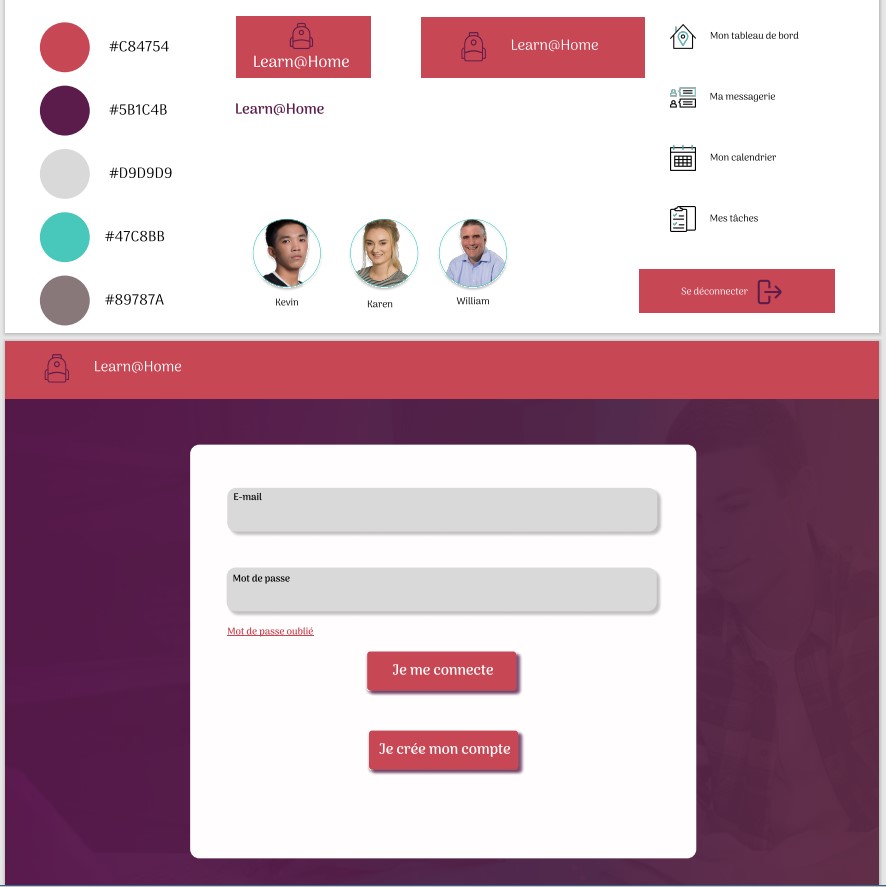 #C84754
#5B1C4B
#D9D9D9
#47C8BB
#89787A
Learn@Home
Learn@Home
Learn@Home
Kevin
Karen
William
Mon tableau de bord
Ma messagerie
Mon calendrier
Mes tâches
Se déconnecter
Learn@Home
E-mail
Mot de passe
Mot de passe oublié
Je me connecte
Je crée mon compte